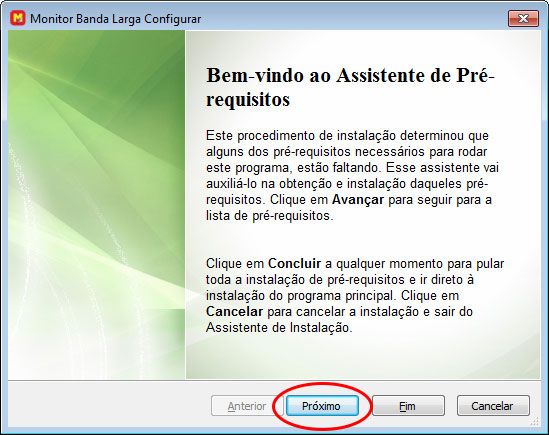 Monitor Banda Larga Configurar
Bem-vindo ao Assistente de Pré-
requisitos
Este procedimento de instalação determinou que
alguns dos pré-requisitos necessários para rodar
este programa, estão faltando. Esse assistente vai
auxiliá-lo na obtenção e instalação daqueles pré-
requisitos. Clique em Avançar para seguir para a
lista de pré-requisitos.
Clique em Concluir a qualquer momento para pular
toda a instalação de pré-requisitos e ir direto à
instalação do programa principal. Clique em
Cancelar para cancelar a instalação e sair do
Assistente de Instalação.
Anterior Próximo Fim Cancelar